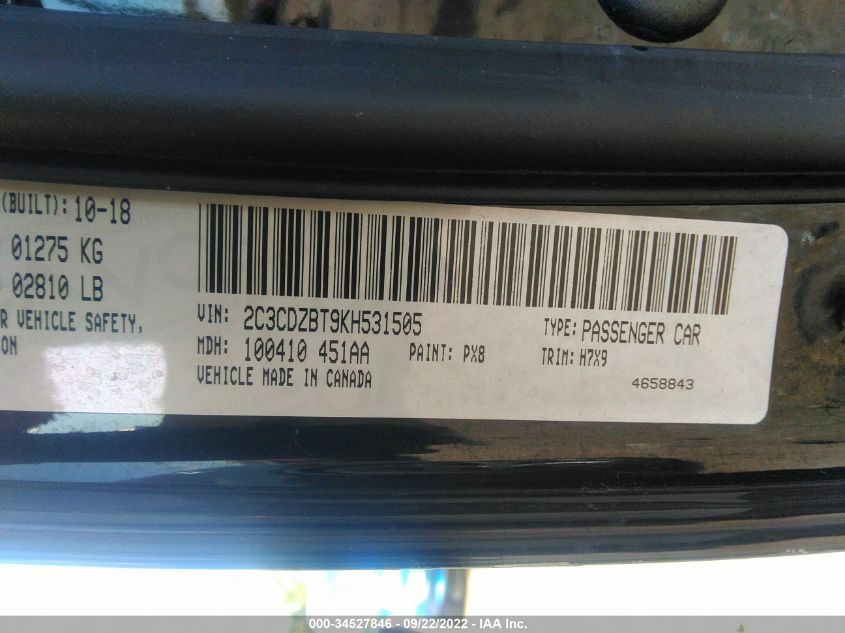 (BUILT): 10-18
01275 KG
02810 LB
R VEHICLE SAFETY,
ON
VIN: 2C3CDZBT9KH531505
TYPE: PASSENGER CAR
MDH: 100410 451AA
PAINT: PX8
TRIM: H7X9
VEHICLE MADE IN CANADA
4658843
000-34527846 - 09/22/2022 - IAA Inc.